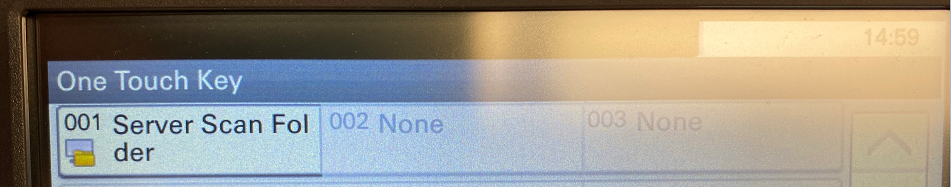 14:59
One Touch Key
001 Server Scan Fol
der
002 None
003 None